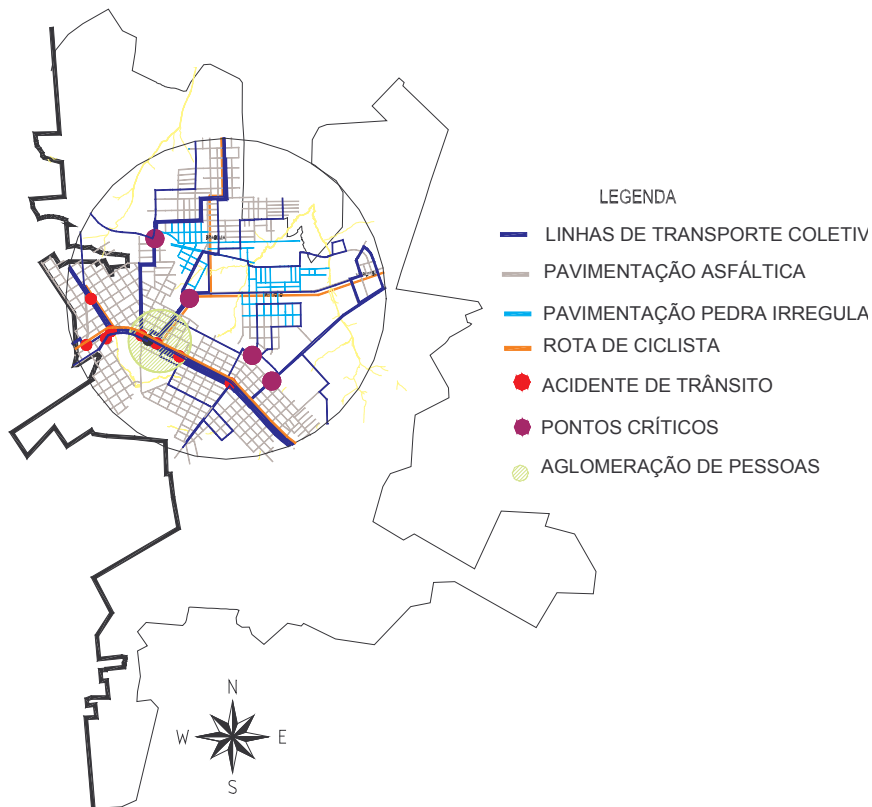 LEGENDA
LINHAS DE TRANSPORTE COLETIV
PAVIMENTAÇÃO ASFÁLTICA
PAVIMENTAÇÃO PEDRA IRREGULA
ROTA DE CICLISTA
ACIDENTE DE TRÂNSITO
PONTOS CRÍTICOS
AGLOMERAÇÃO DE PESSOAS
N
W E
S